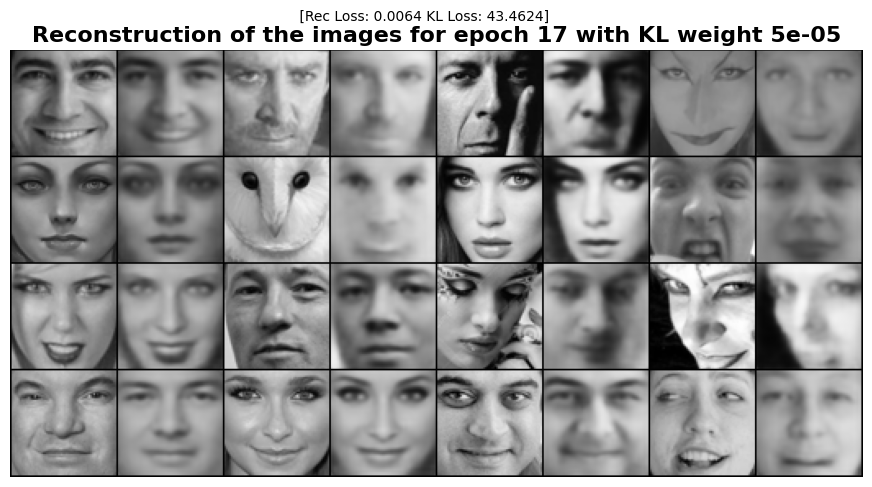 [Rec Loss: 0.0064 KL Loss: 43.4624]
Reconstruction of the images for epoch 17 with KL weight 5e-05